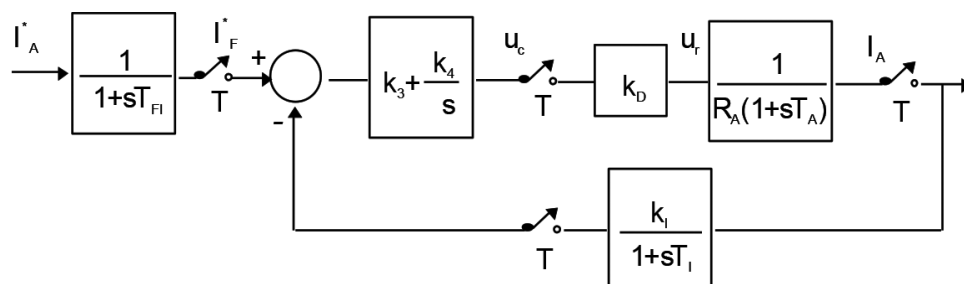 I*A
1
1+sTFI
I*F
T
+
-
k3+ k4
s
uc
T
kD
ur
1
RA(1+sTA)
IA
T
T
kI
1+sTI